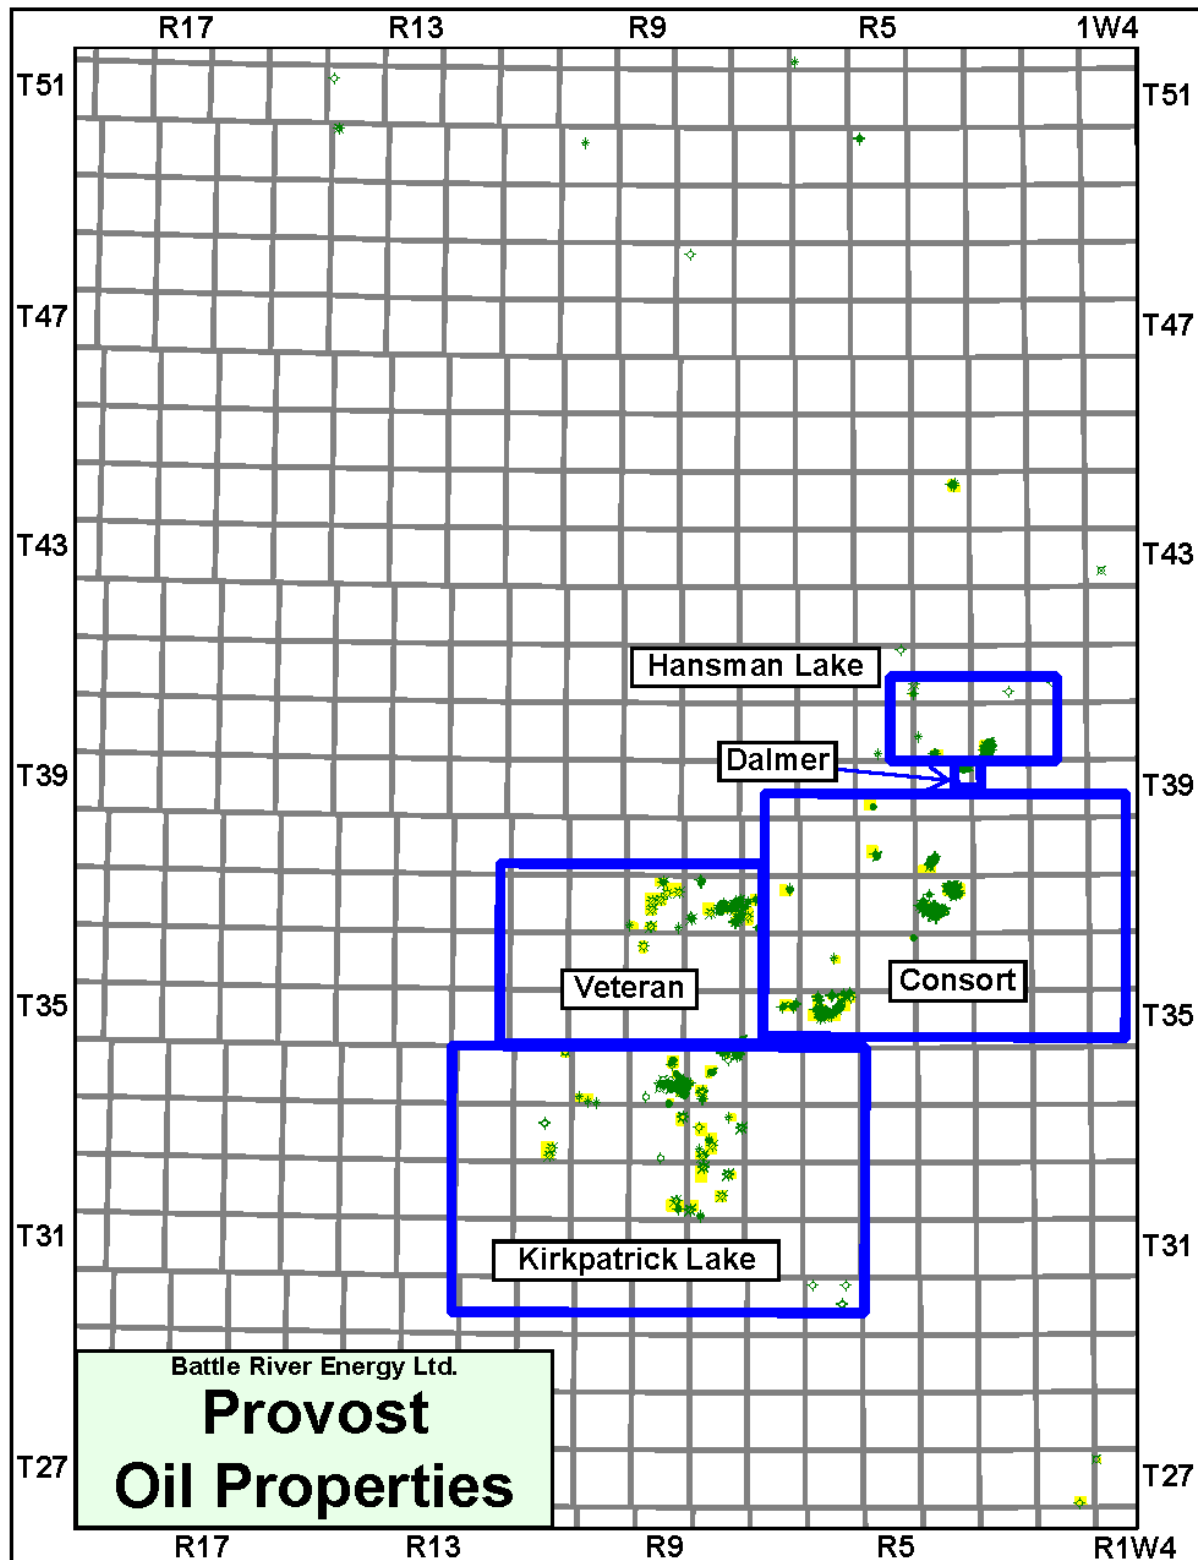 R17 R13 R9 R5 1W4
T51 T51
T47 T47
T43 T43
Hansman Lake
Dalmer
T39 T39
Veteran Consort
T35 T35
T31 T31
Kirkpatrick Lake
Battle River Energy Ltd.
Provost
Oil Properties
T27 T27
R17 R13 R9 R5 R1W4